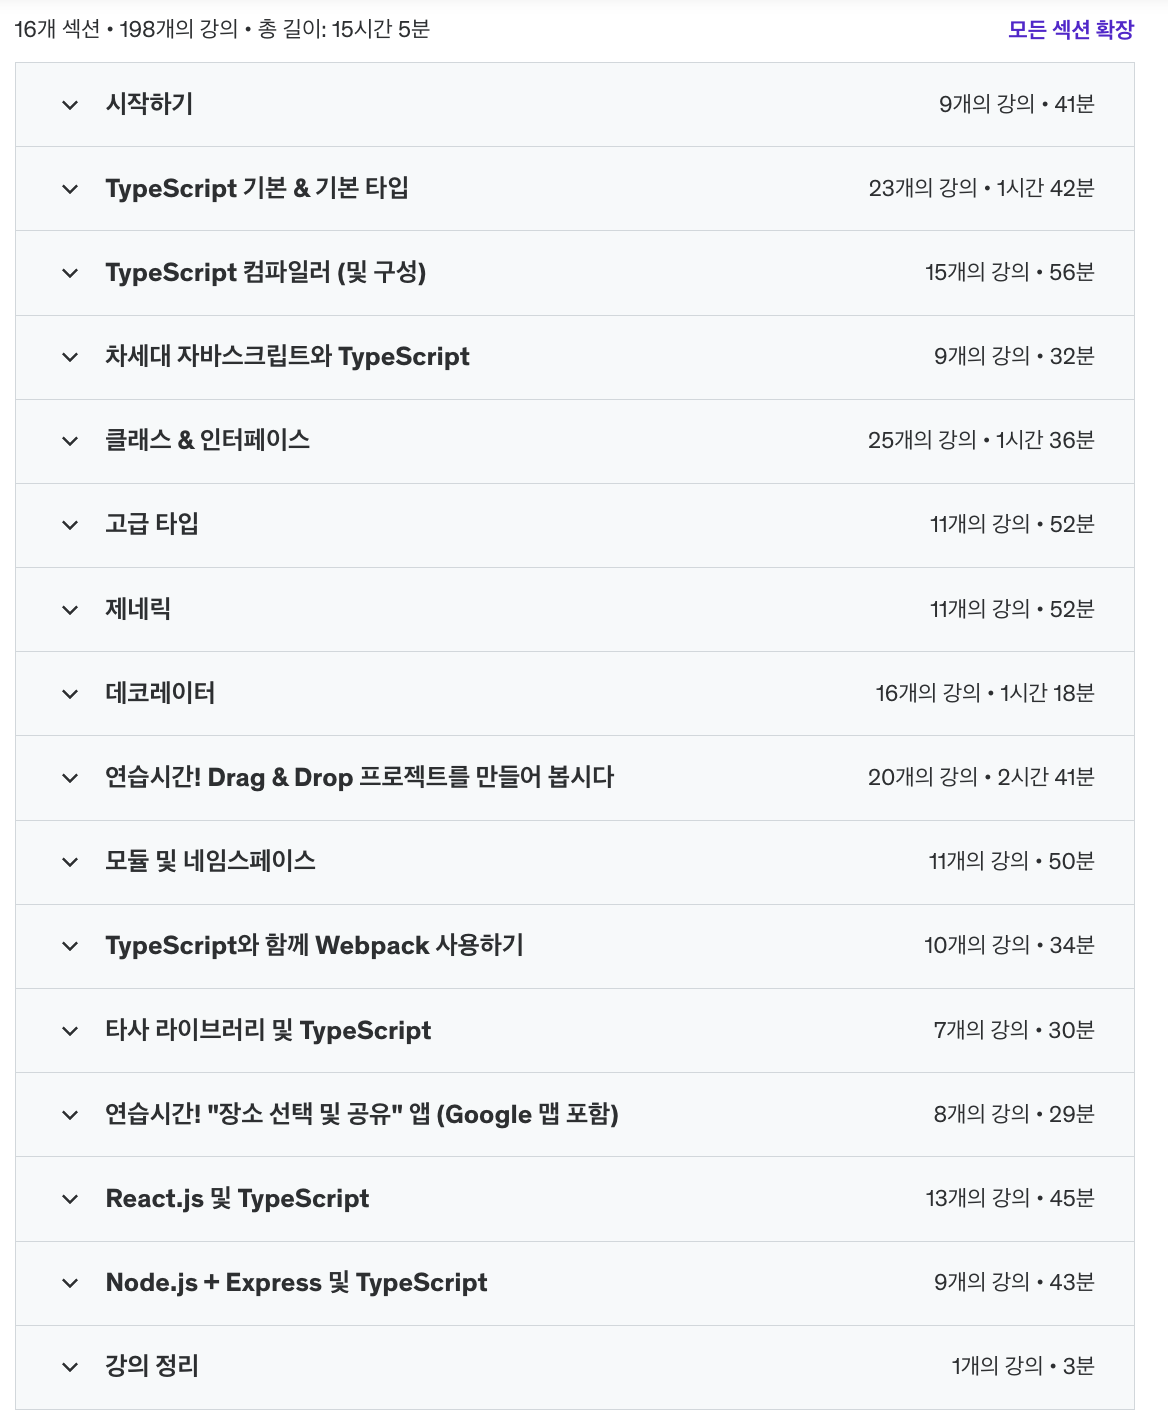 16개 섹션 • 198개의 강의 • 총 길이: 15시간 5분 모든 섹션 확장
시작하기 9개의 강의 • 41분
TypeScript 기본 & 기본 타입 23개의 강의 • 1시간 42분
TypeScript 컴파일러 (및 구성) 15개의 강의 • 56분
차세대 자바스크립트와 TypeScript 9개의 강의 • 32분
클래스 & 인터페이스 25개의 강의 • 1시간 36분
고급 타입 11개의 강의 • 52분
제네릭 11개의 강의 • 52분
데코레이터 16개의 강의 • 1시간 18분
연습시간! Drag & Drop 프로젝트를 만들어 봅시다 20개의 강의 • 2시간 41분
모듈 및 네임스페이스 11개의 강의 • 50분
TypeScript와 함께 Webpack 사용하기 10개의 강의 • 34분
타사 라이브러리 및 TypeScript 7개의 강의 • 30분
연습시간! "장소 선택 및 공유" 앱 (Google 맵 포함) 8개의 강의 • 29분
React.js 및 TypeScript 13개의 강의 • 45분
Node.js + Express 및 TypeScript 9개의 강의 • 43분
강의 정리 1개의 강의 • 3분